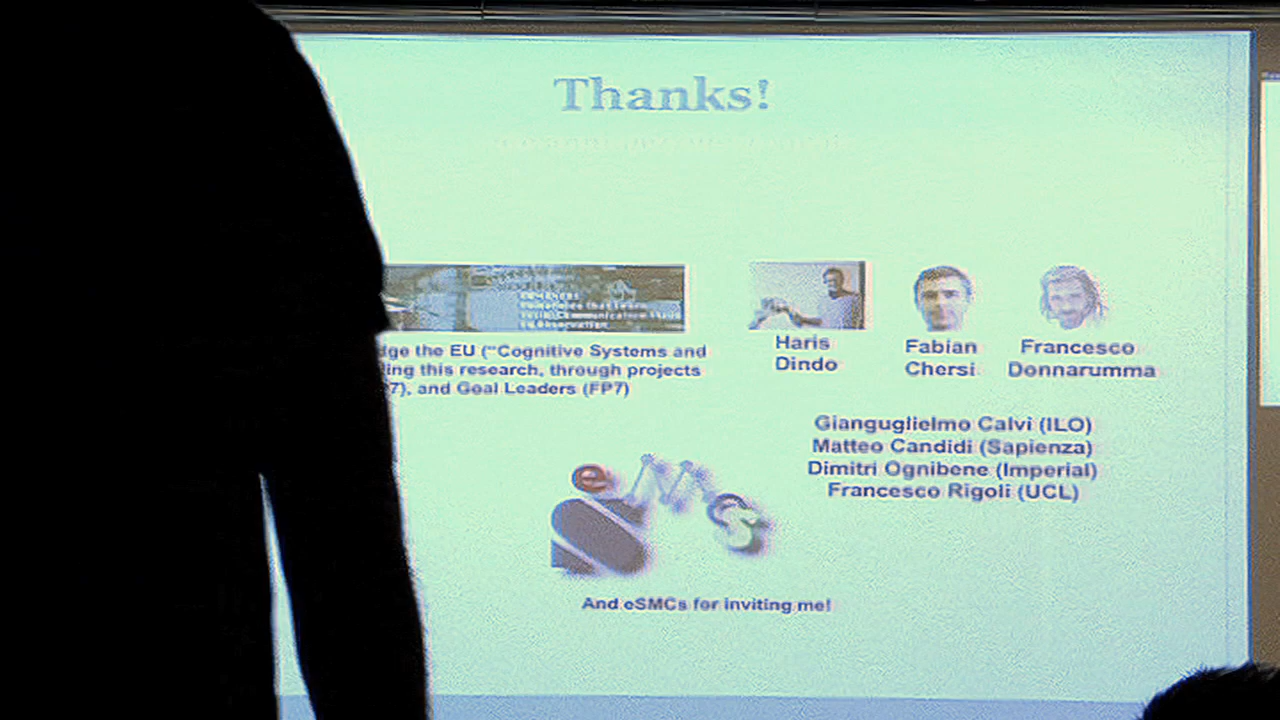 Thanks!
Haris
Dindo
Fabian
Chersi
Francesco
Donnarumma
dge the EU ("Cognitive Systems and
ing this research, through projects
7), and Goal Leaders (FP7)
Gianguglielmo Calvi (ILO)
Matteo Candidi (Sapienza)
Dimitri Ognibene (Imperial)
Francesco Rigoli (UCL)
eSMCs
And eSMCs for inviting me!